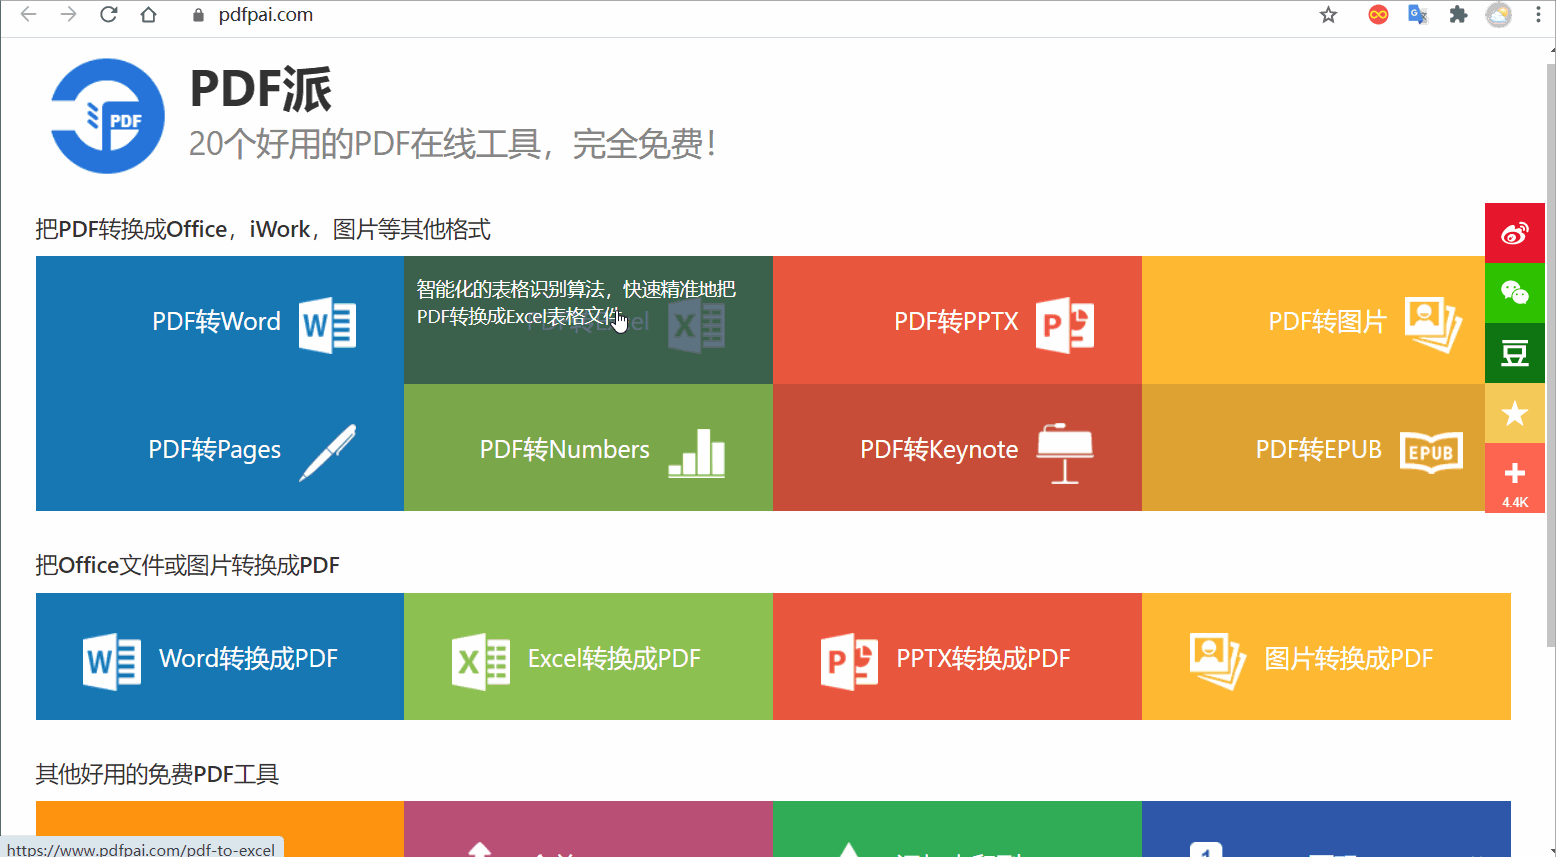 pdfpai.com
PDF
PDF派
20个好用的PDF在线工具，完全免费！
把PDF转换成Office，iWork，图片等其他格式
PDF转Word
W
智能化的表格识别算法，快速精准地把
PDF转换成Excel表格文件
PDF转Excel
X
PDF转PPTX
P
PDF转图片
豆
PDF转Pages
PDF转Numbers
PDF转Keynote
PDF转EPUB
EPUB
4.4K
把Office文件或图片转换成PDF
W
Word转换成PDF
X
Excel转换成PDF
P
PPTX转换成PDF
图片转换成PDF
其他好用的免费PDF工具
1
https://www.pdfpai.com/pdf-to-excel